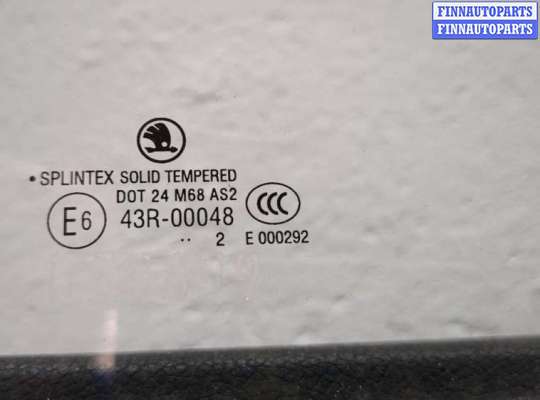 FINNAUTOPARTS
FINNAUTOPARTS
• SPLINTEX SOLID TEMPERED
DOT 24 M68 AS2
E6 43R-00048 CCC
.. 2 E 000292